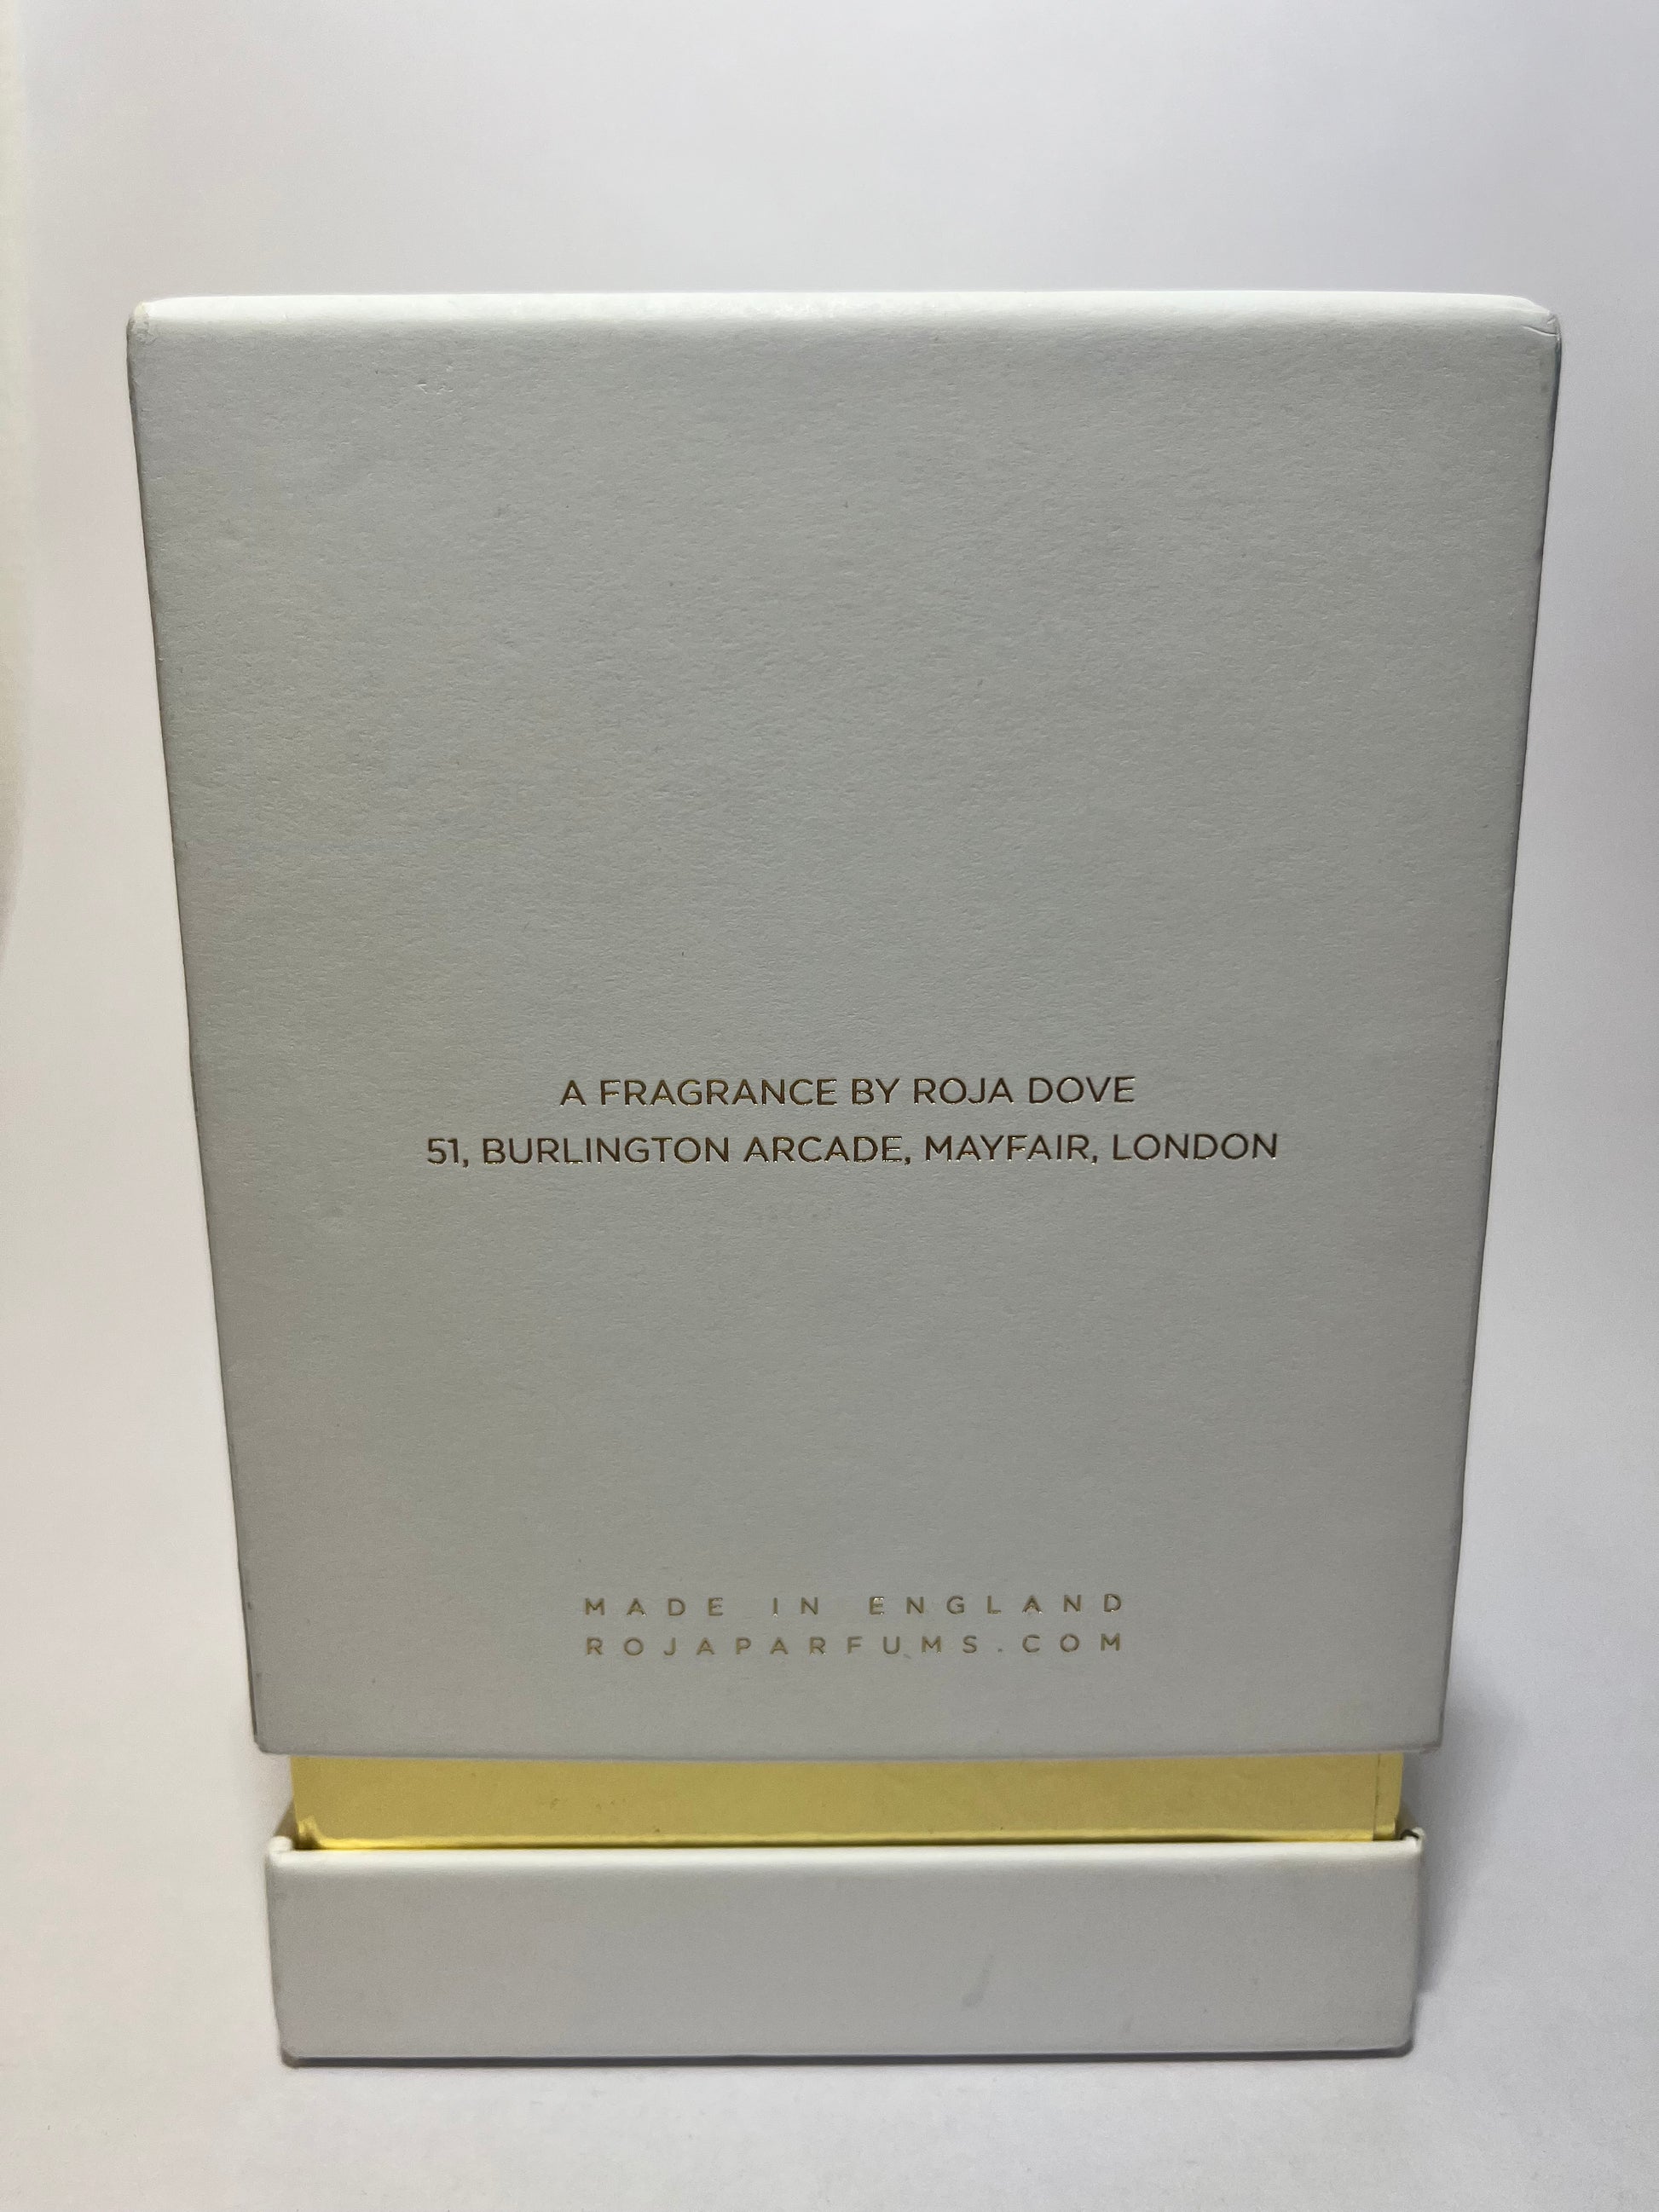 A FRAGRANCE BY ROJA DOVE
51, BURLINGTON ARCADE, MAYFAIR, LONDON
MADE IN ENGLAND
ROJAPARFUMS.COM